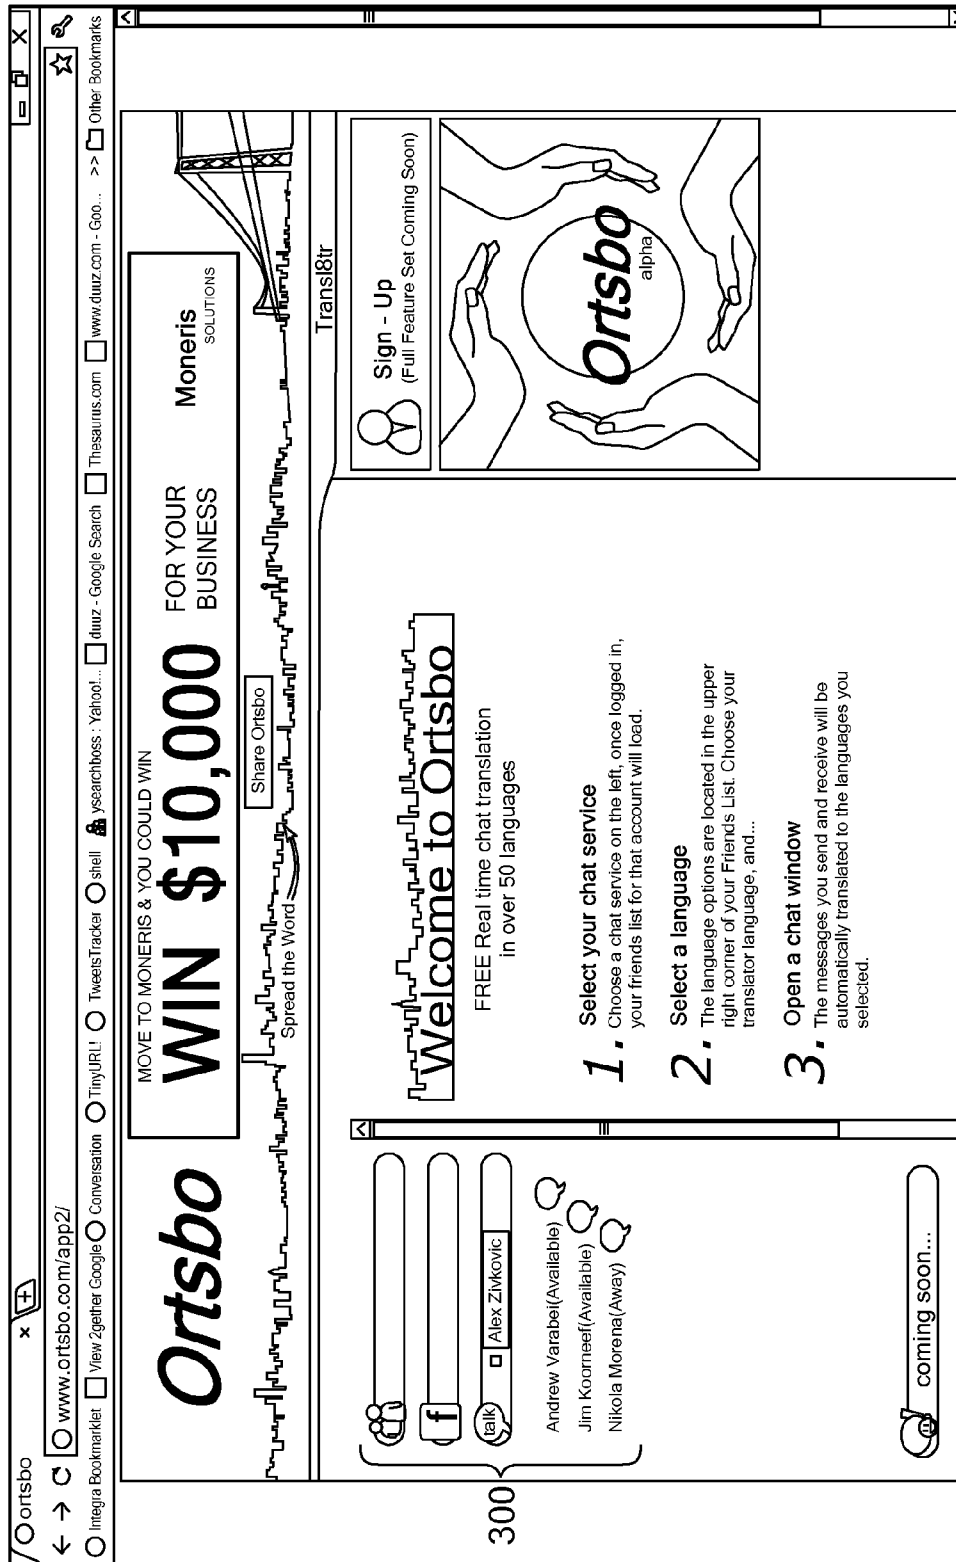 ortsbo
www.ortsbo.com/app2/
Integra Bookmarklet View 2gether Google Conversation TinyURL! TweetsTracker shell ysearchboss : Yahoo!... duuz - Google Search Thesaurus.com www.duuz.com - Goo... >> Other Bookmarks
Ortsbo
MOVE TO MONERIS & YOU COULD WIN
WIN $10,000
FOR YOUR
BUSINESS
Moneris
SOLUTIONS
Spread the Word
Share Ortsbo
Transl8tr
300
f
talk
Alex Zivkovic
Andrew Varabei(Available)
Jim Koorneef(Available)
Nikola Morena(Away)
coming soon...
Welcome to Ortsbo
FREE Real time chat translation
in over 50 languages
1. Select your chat service
Choose a chat service on the left, once logged in,
your friends list for that account will load.
2. Select a language
The language options are located in the upper
right corner of your Friends List. Choose your
translator language, and...
3. Open a chat window
The messages you send and receive will be
automatically translated to the languages you
selected.
Sign - Up
(Full Feature Set Coming Soon)
Ortsbo
alpha